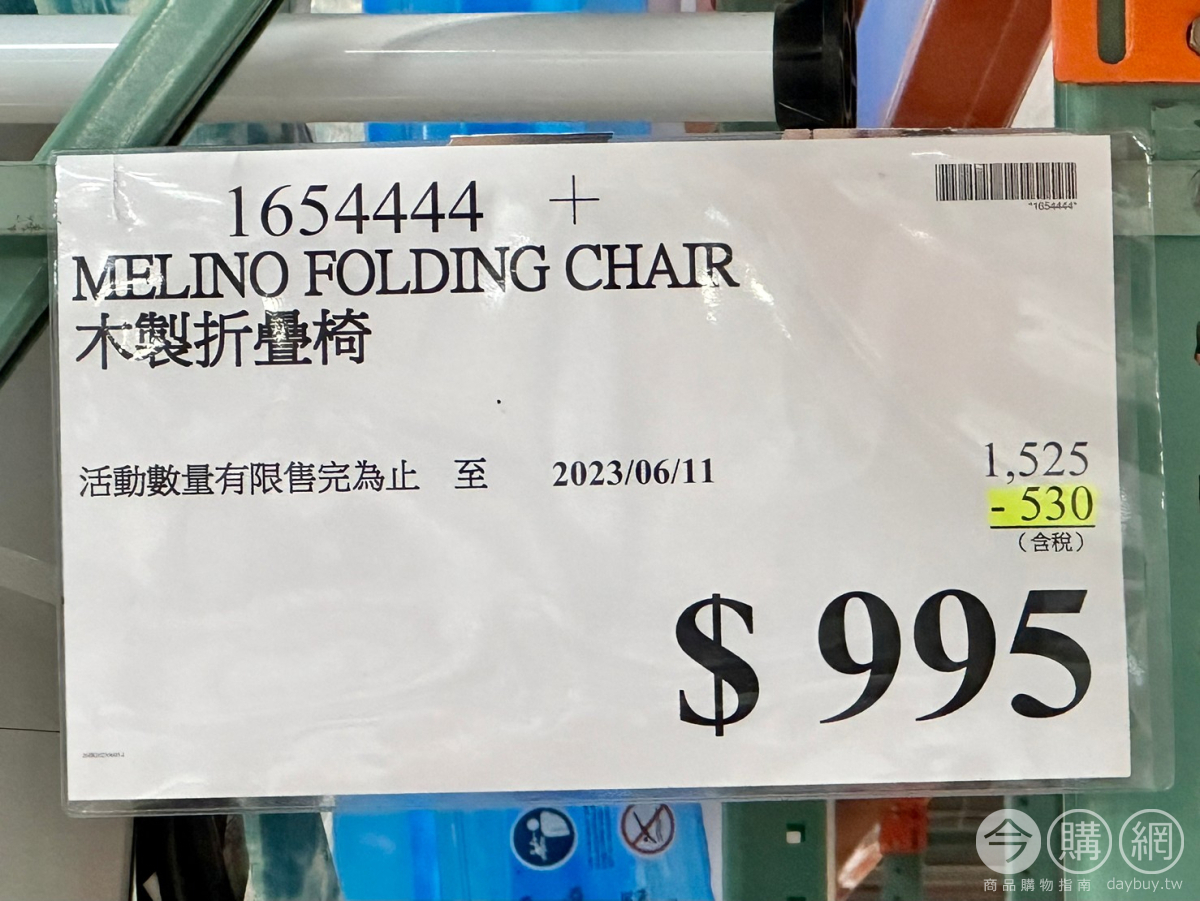 1654444 +
*1654444*
MELINO FOLDING CHAIR
木製折疊椅
活動數量有限售完為止 至 2023/06/11
1,525
- 530
(含稅)
$ 995
今購網
商品購物指南 daybuy.tw